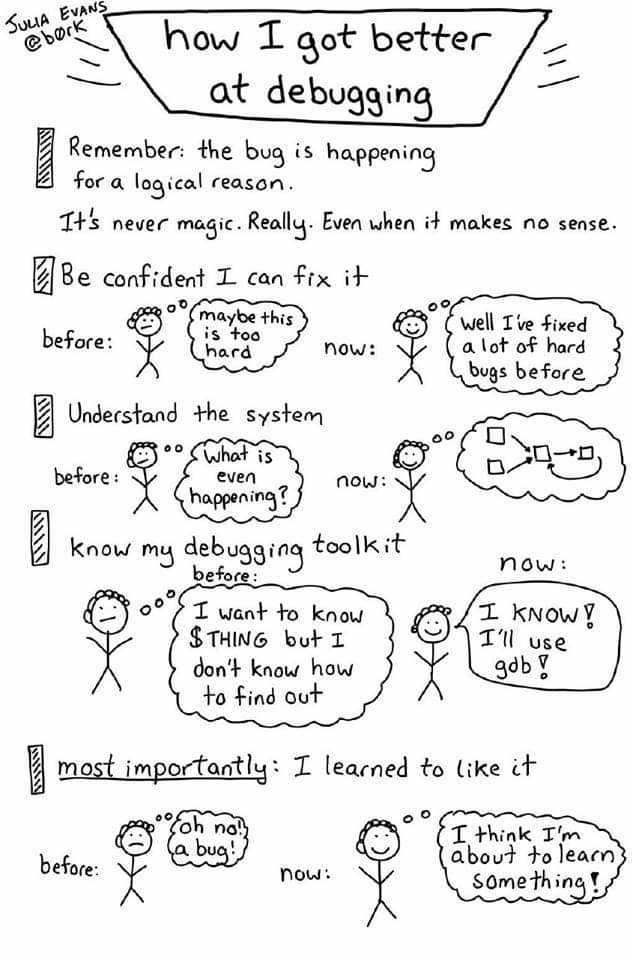 JULIA EVANS
@børk
how I got better
at debugging
Remember: the bug is happening
for a logical reason.
It's never magic. Really. Even when it makes no sense.
Be confident I can fix it
before:
maybe this
is too
hard
now:
well I've fixed
a lot of hard
bugs before
Understand the system
before:
What is
even
happening?
now:
know my debugging toolkit
before:
I want to know
$THING but I
don't know how
to find out
now:
I KNOW!
I'll use
gdb!
most importantly: I learned to like it
before:
oh no!
a bug!
now:
I think I'm
about to learn
something!